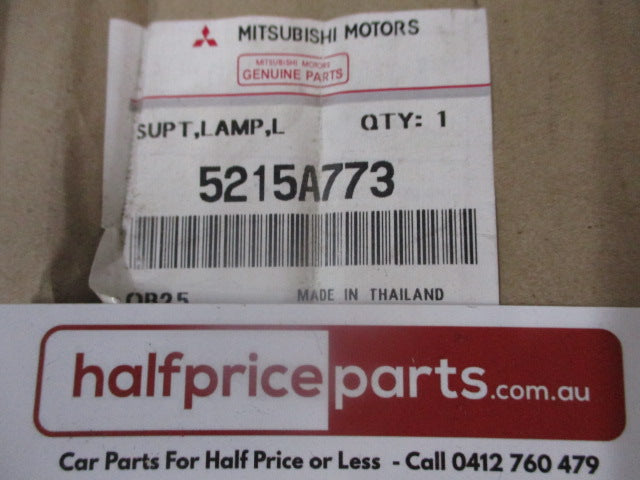 MITSUBISHI MOTORS
MITSUBISHI MOTORS
GENUINE PARTS
SUPT,LAMP,L QTY: 1
5215A773
MADE IN THAILAND
halfpriceparts.com.au
Car Parts For Half Price or Less - Call 0412 760 479